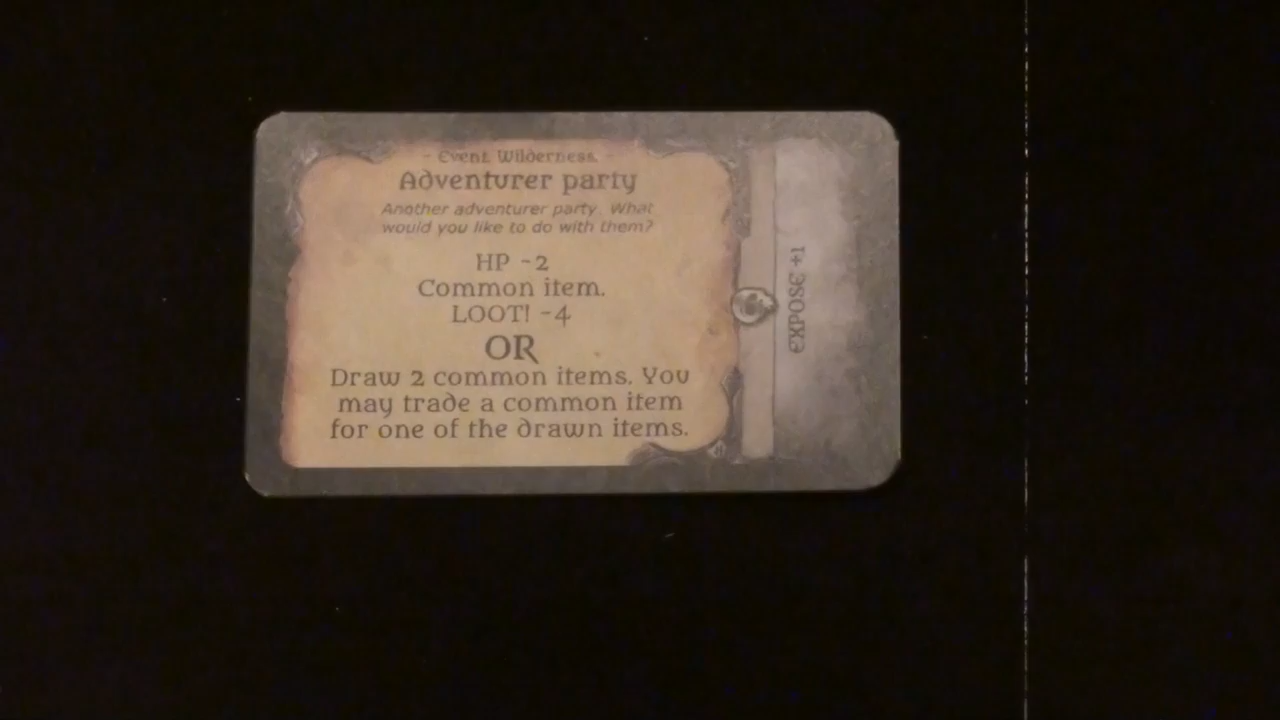 - Event. Wilderness. -
Adventurer party
Another adventurer party. What
would you like to do with them?
HP -2
Common item.
LOOT! -4
OR
Draw 2 common items. You
may trade a common item
for one of the drawn items.
EXPOSE +1